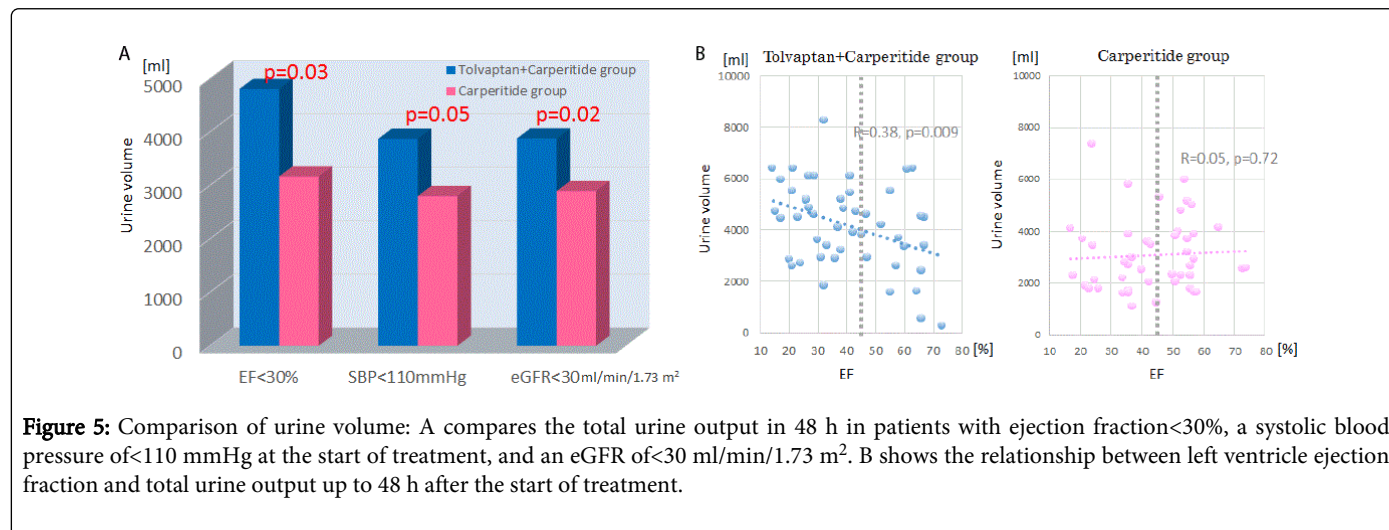 A
[ml]
Tolvaptan+Carperitide group
Carperitide group
p=0.03
p=0.05
p=0.02
5000
4000
3000
2000
1000
0
Urine volume
EF<30%
SBP<110mmHg
eGFR<30 ml/min/1.73 m²
B
[ml]
Tolvaptan+Carperitide group
10000
8000
6000
4000
2000
0
Urine volume
R=0.38, p=0.009
10 20 30 40 50 60 70 80 [%]
EF
[ml]
Carperitide group
10000
8000
6000
4000
2000
0
Urine volume
R=0.05, p=0.72
10 20 30 40 50 60 70 80 [%]
EF
Figure 5: Comparison of urine volume: A compares the total urine output in 48 h in patients with ejection fraction<30%, a systolic blood
pressure of<110 mmHg at the start of treatment, and an eGFR of<30 ml/min/1.73 m². B shows the relationship between left ventricle ejection
fraction and total urine output up to 48 h after the start of treatment.